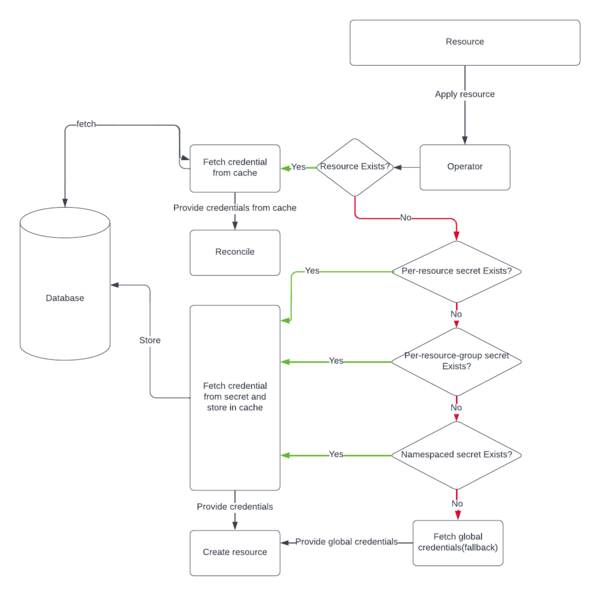 Resource
Apply resource
fetch
Fetch credential
from cache
Yes
Resource Exists?
Operator
Provide credentials from cache
No
Reconcile
Yes
Per-resource secret Exists?
Database
No
Store
Yes
Per-resource-group secret
Exists?
Fetch credential
from secret and
store in cache
No
Yes
Namespaced secret Exists?
No
Provide credentials
Create resource
Provide global credentials
Fetch global
credentials(fallback)